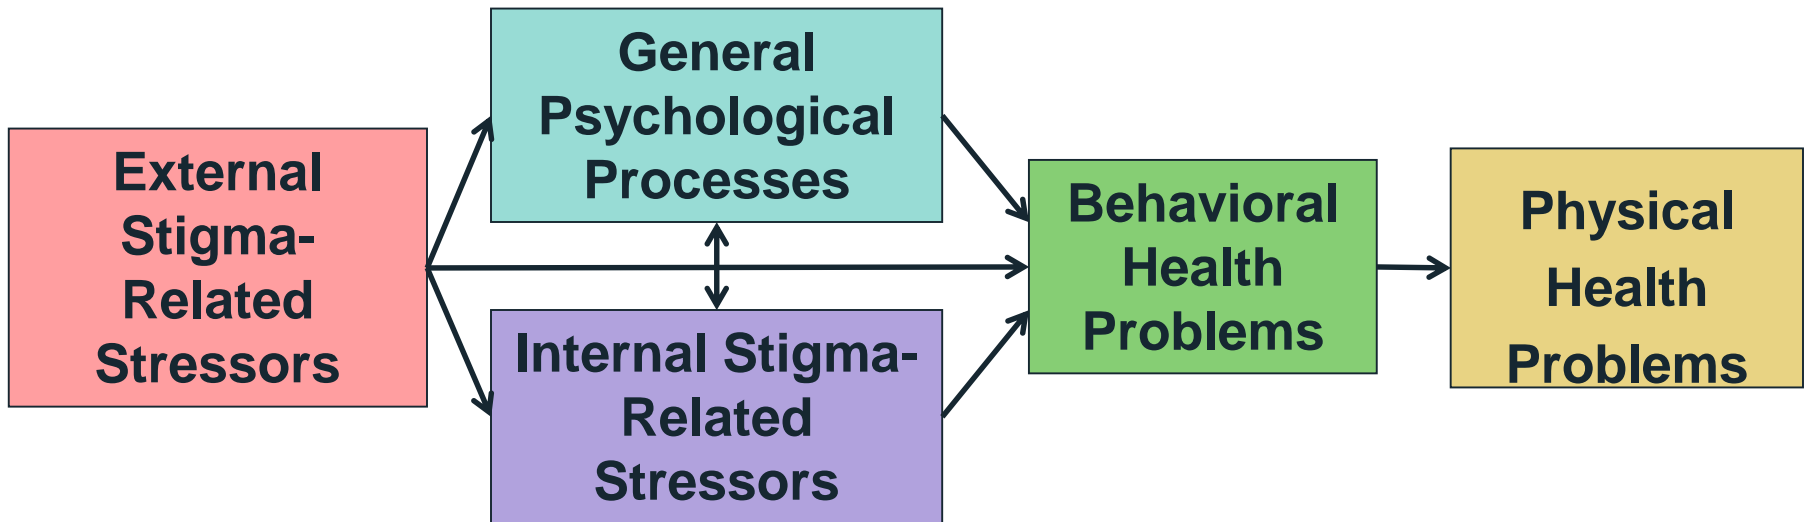 External
Stigma-
Related
Stressors
General
Psychological
Processes
Internal Stigma-
Related
Stressors
Behavioral
Health
Problems
Physical
Health
Problems